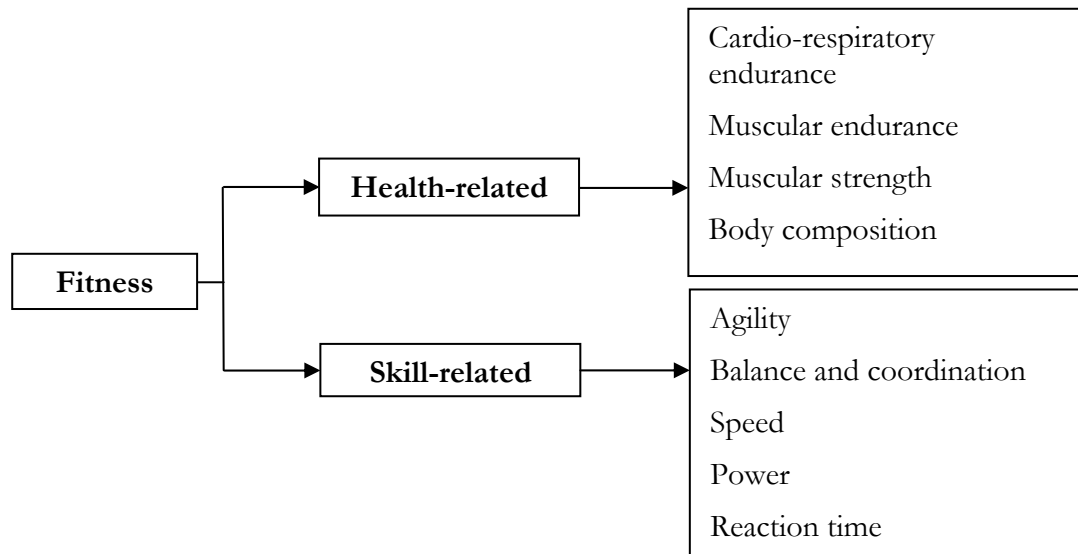 Fitness
Health-related
Cardio-respiratory
endurance
Muscular endurance
Muscular strength
Body composition
Skill-related
Agility
Balance and coordination
Speed
Power
Reaction time